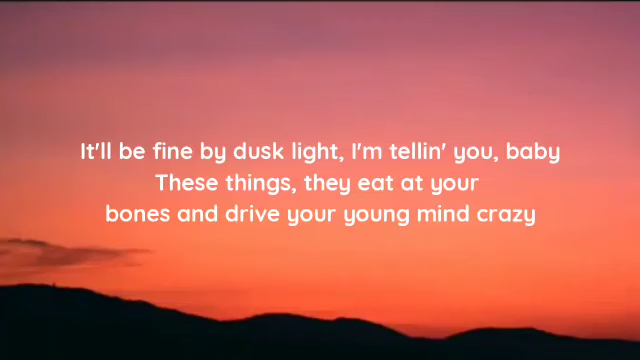 It'll be fine by dusk light, I'm tellin' you, baby
These things, they eat at your
bones and drive your young mind crazy